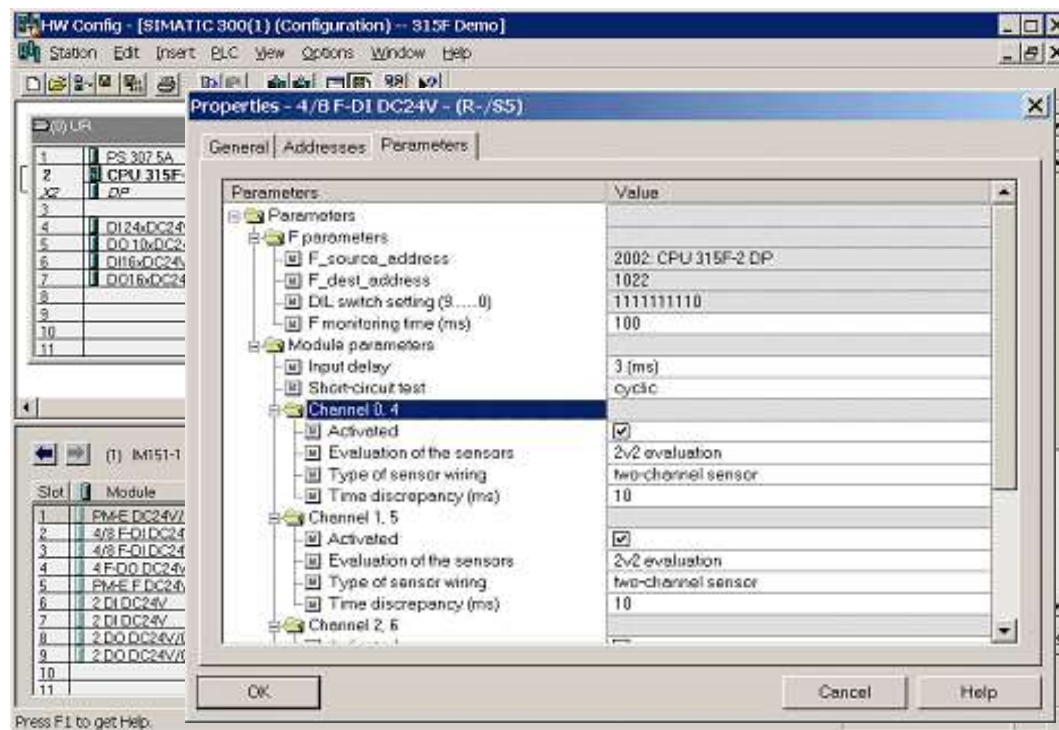 HW Config - [SIMATIC 300(1) (Configuration) -- 315F Demo]
Station Edit Insert PLC View Options Window Help
Properties - 4/8 F-DI DC24V - (R-/S5)
General Addresses Parameters
(0) UR
1 PS 307 5A
2 CPU 315F-
X2 DP
3
4 DI24xDC24V
5 DO10xDC24
6 DI16xDC24V
7 DO16xDC24
8
9
10
11
(1) IM151-1
Slot Module
1 PM-E DC24V/
2 4/8 F-DI DC24
3 4/8 F-DI DC24
4 4 F-DO DC24V
5 PM-E F DC24V
6 2 DI DC24V
7 2 DI DC24V
8 2 DO DC24V/0
9 2 DO DC24V/0
10
11
Parameters Value
Parameters
F parameters
F_source_address 2002: CPU 315F-2 DP
F_dest_address 1022
DIL switch setting (9.....0) 1111111110
F monitoring time (ms) 100
Module parameters
Input delay 3 (ms)
Short-circuit test cyclic
Channel 0, 4
Activated
Evaluation of the sensors 2v2 evaluation
Type of sensor wiring two-channel sensor
Time discrepancy (ms) 10
Channel 1, 5
Activated
Evaluation of the sensors 2v2 evaluation
Type of sensor wiring two-channel sensor
Time discrepancy (ms) 10
Channel 2, 6
OK Cancel Help
Press F1 to get Help.